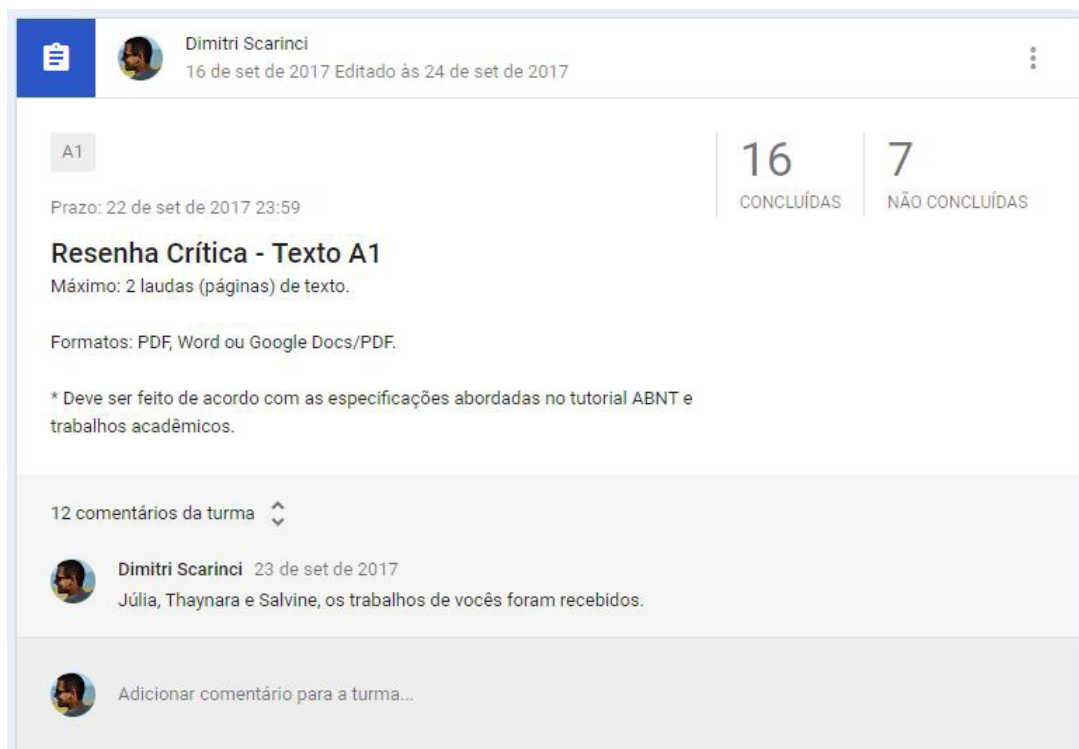 Dimitri Scarinci
16 de set de 2017 Editado às 24 de set de 2017
A1
16
CONCLUÍDAS
7
NÃO CONCLUÍDAS
Prazo: 22 de set de 2017 23:59
Resenha Crítica - Texto A1
Máximo: 2 laudas (páginas) de texto.
Formatos: PDF, Word ou Google Docs/PDF.
* Deve ser feito de acordo com as especificações abordadas no tutorial ABNT e
trabalhos acadêmicos.
12 comentários da turma
Dimitri Scarinci 23 de set de 2017
Júlia, Thaynara e Salvine, os trabalhos de vocês foram recebidos.
Adicionar comentário para a turma...